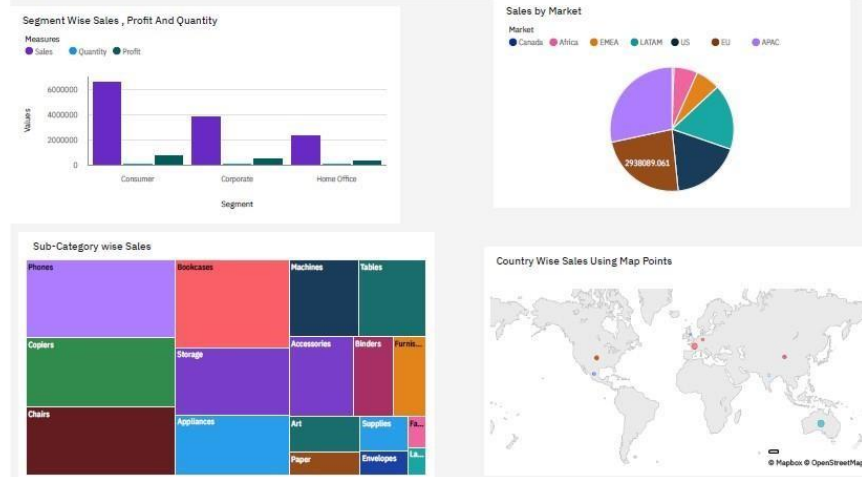 Segment Wise Sales , Profit And Quantity
Measures
Sales Quantity Profit
Values
6000000
4000000
2000000
0
Consumer Corporate Home Office
Segment
Sales by Market
Market
Canada Africa EMEA LATAM US EU APAC
2938089.061
Sub-Category wise Sales
Phones Bookcases Machines Tables
Copiers Storage Accessories Binders Furnis...
Chairs Appliances Art Supplies Fa...
Paper Envelopes La...
Country Wise Sales Using Map Points
© Mapbox © OpenStreetMap